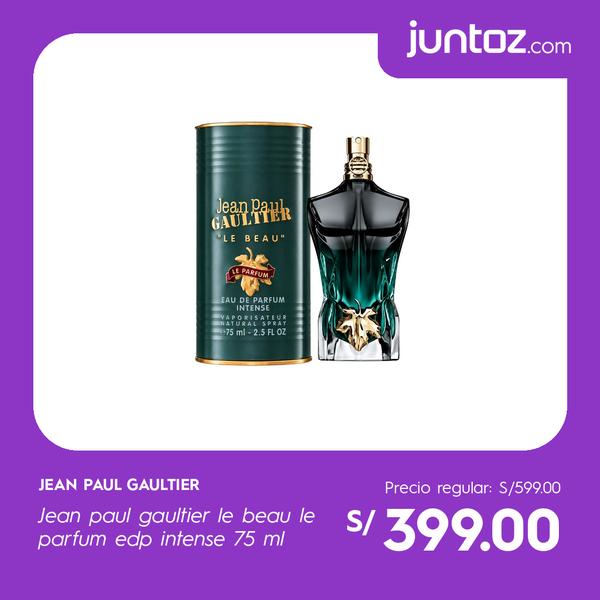 juntoz.com
Jean Paul
GAULTIER
"LE BEAU"
LE PARFUM
EAU DE PARFUM
INTENSE
VAPORISATEUR
NATURAL SPRAY
75 ml - 2.5 FL OZ
JEAN PAUL GAULTIER
Jean paul gaultier le beau le
parfum edp intense 75 ml
Precio regular: S/599.00
S/ 399.00